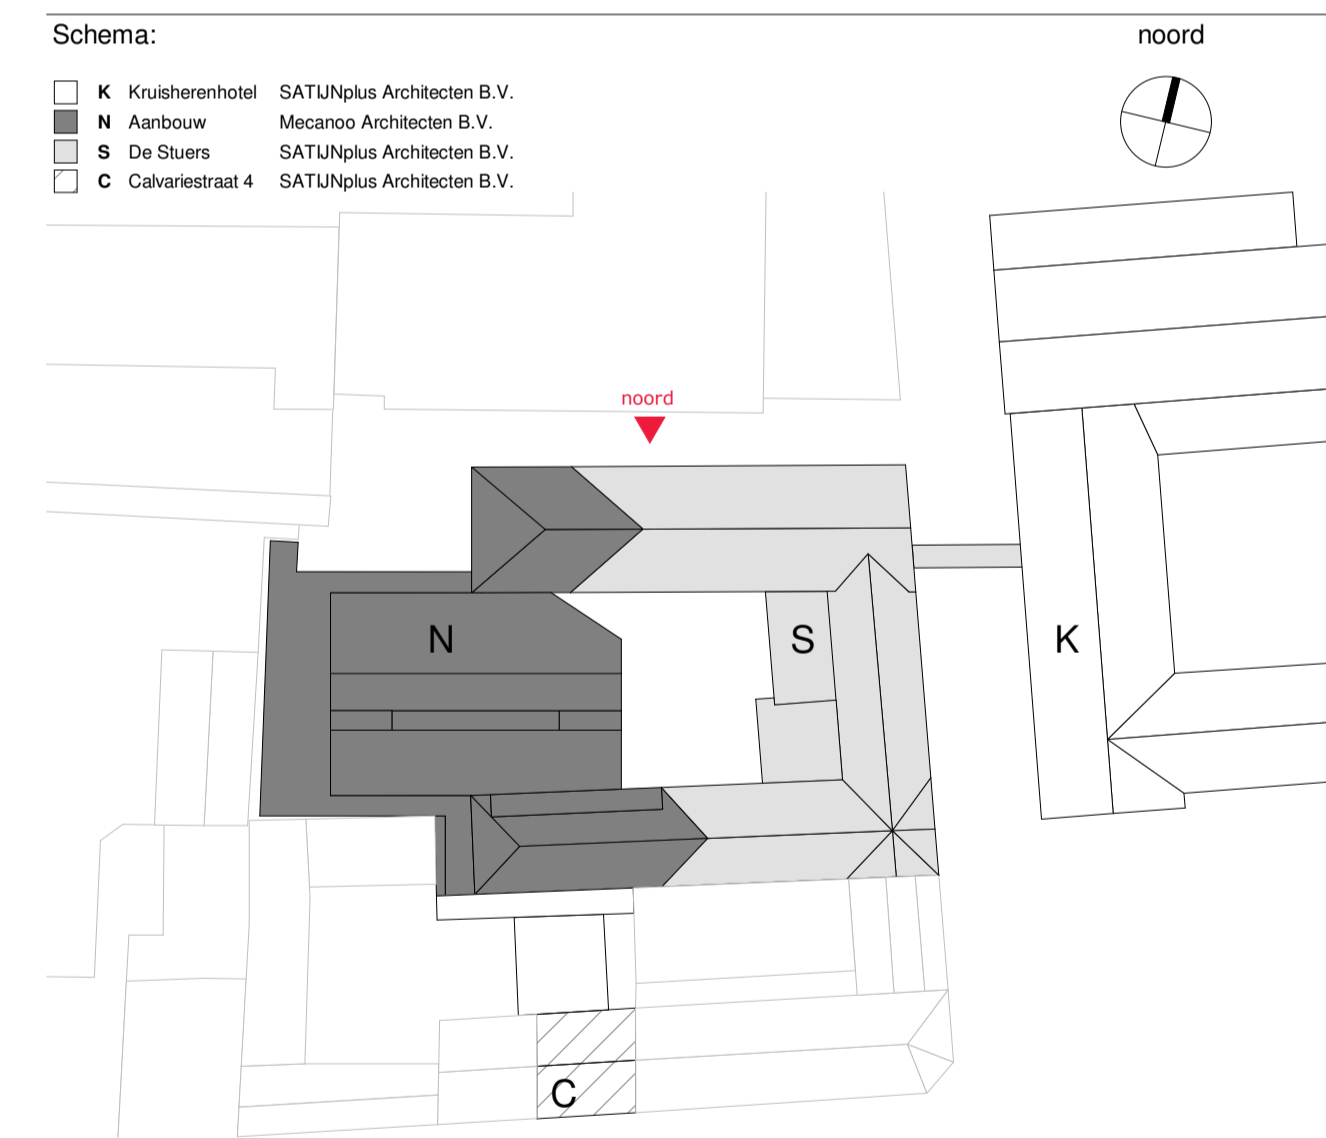 Schema:
noord
K Kruisherenhotel SATIJNplus Architecten B.V.
N Aanbouw Mecanoo Architecten B.V.
S De Stuers SATIJNplus Architecten B.V.
C Calvariestraat 4 SATIJNplus Architecten B.V.
noord
N
S
K
C